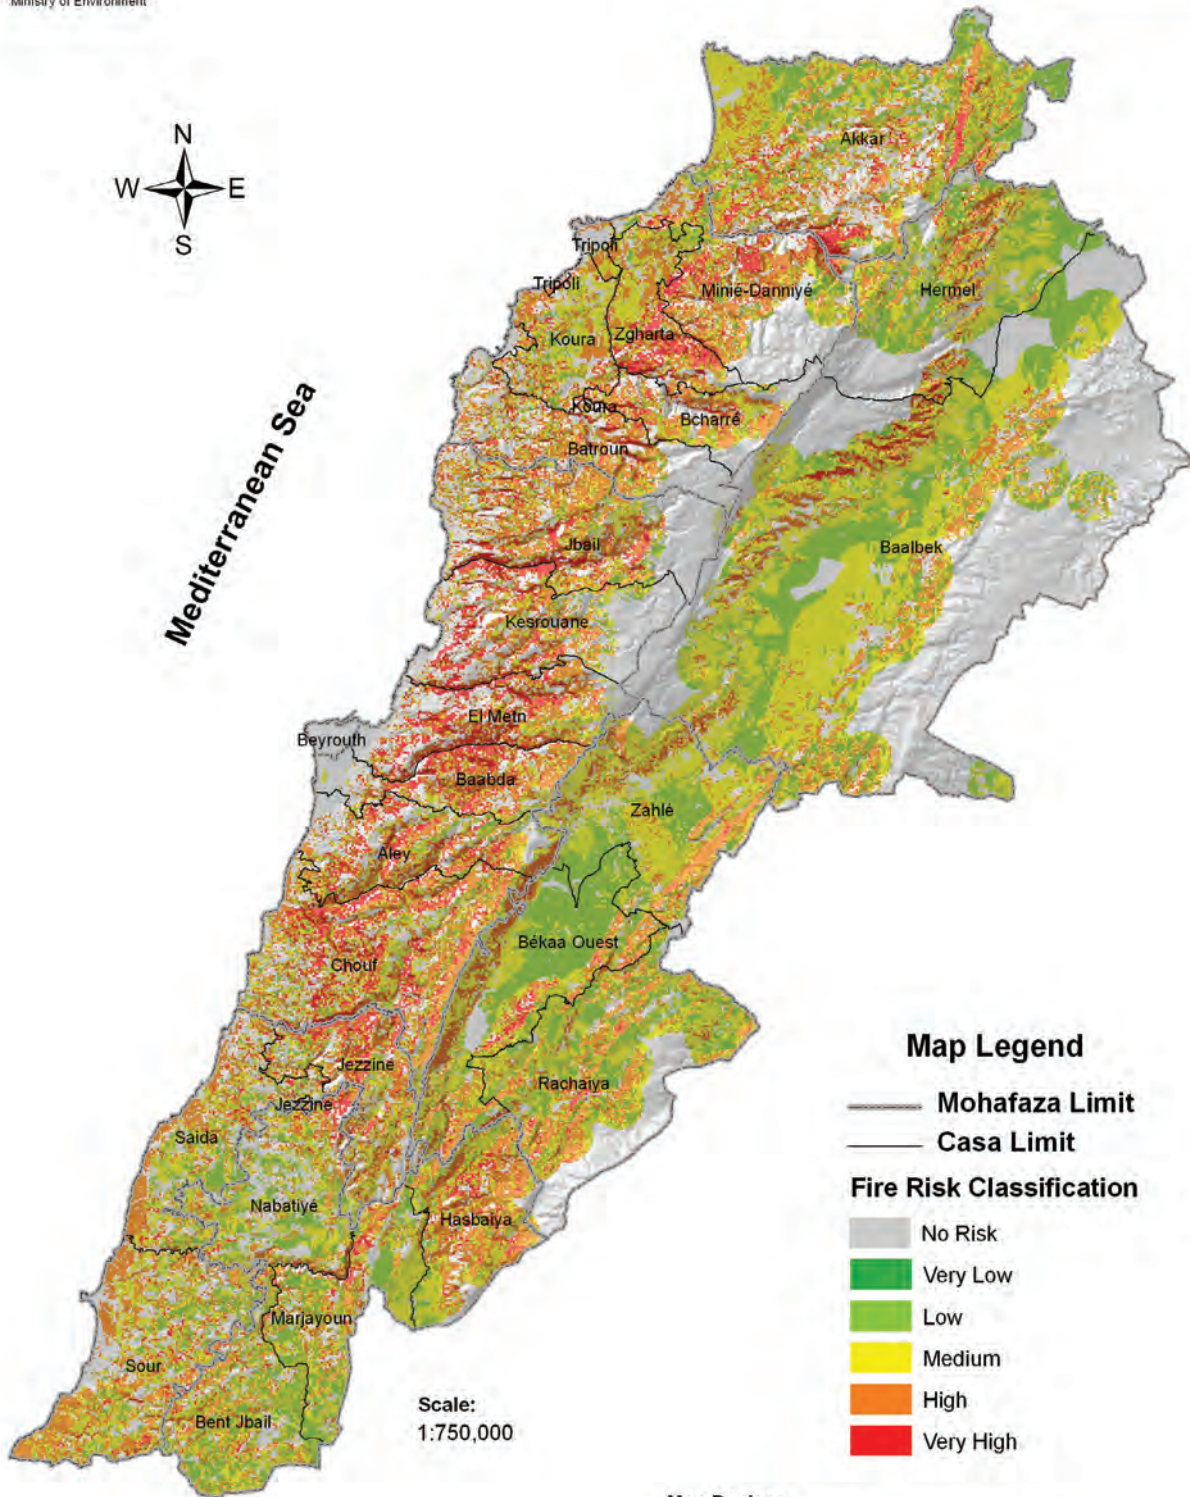 Ministry of Environment
N
W E
S
Akkar
Tripoli
Tripoli
Minié-Danniyé
Hermel
Koura
Zgharta
Koura
Bcharré
Batroun
Mediterranean Sea
Jbail
Baalbek
Kesrouane
El Metn
Beyrouth
Baabda
Zahlé
Aley
Békaa Ouest
Chouf
Jezzine
Rachaiya
Jezzine
Saida
Nabatiyé
Hasbaiya
Marjayoun
Sour
Bent Jbail
Scale:
1:750,000
Map Legend
Mohafaza Limit
Casa Limit
Fire Risk Classification
No Risk
Very Low
Low
Medium
High
Very High